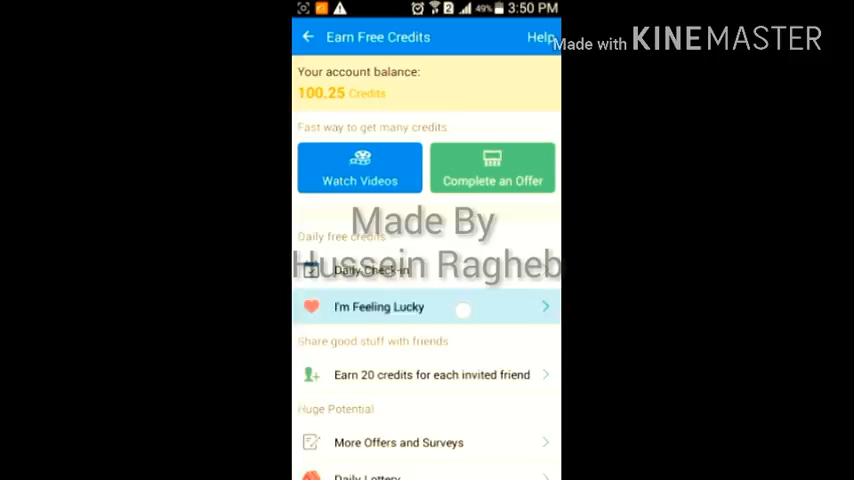 2 49% 3:50 PM
Earn Free Credits Help
Made with KINEMASTER
Your account balance:
100.25 Credits
Fast way to get many credits
Watch Videos
Complete an Offer
Made By
Daily free credits
Hussein Ragheb
Daily Check-in
I'm Feeling Lucky
Share good stuff with friends
Earn 20 credits for each invited friend
Huge Potential
More Offers and Surveys
Daily Lottery